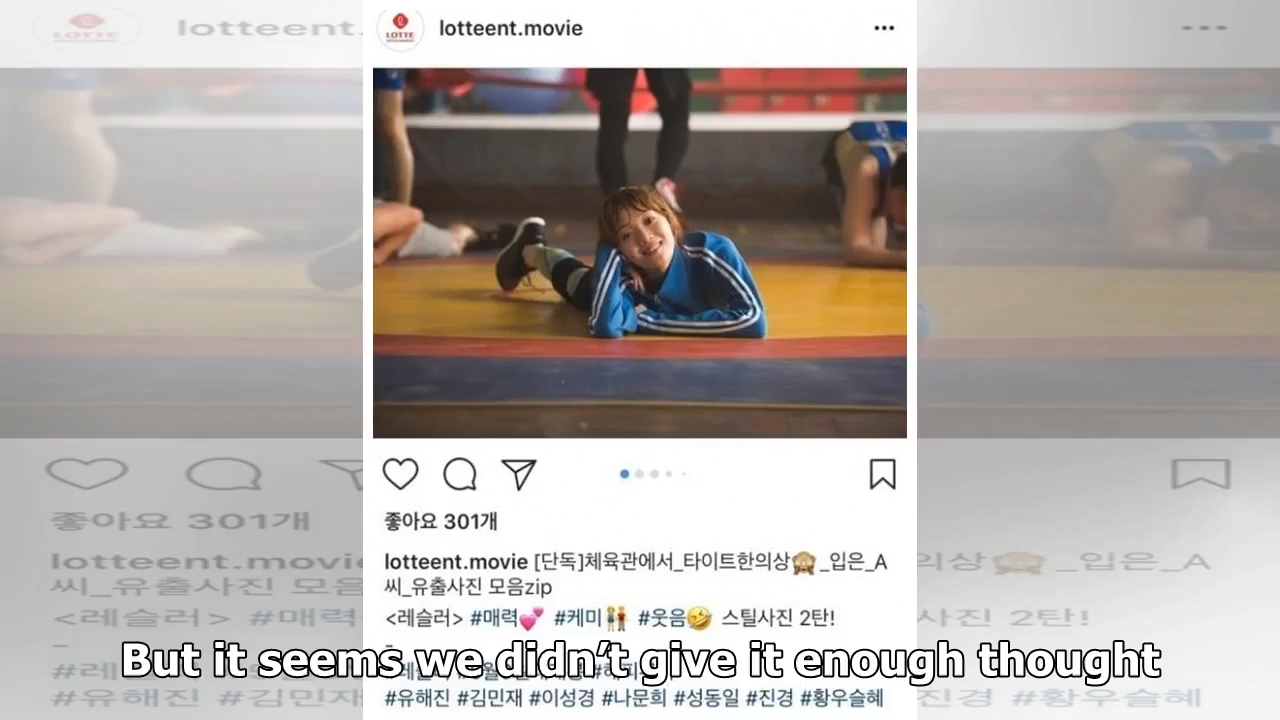 LOTTE
lotteent.movie
좋아요 301개
lotteent.movie [단독]체육관에서_타이트한의상🙈_입은_A
씨_유출사진 모음zip
<레슬러> #매력💕 #케미👫 #웃음🤣 스틸사진 2탄!
-
But it seems we didn’t give it enough thought
#유해진 #김민재 #이성경 #나문희 #성동일 #진경 #황우슬혜